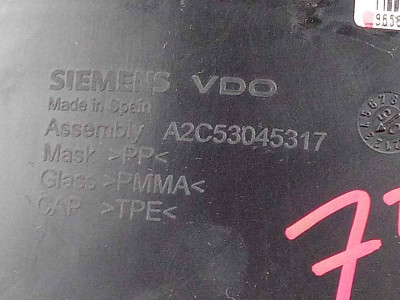 SIEMENS VDO
Made in Spain
Assembly A2C53045317
Mask >PP<
Glass >PMMA<
CAP >TPE<